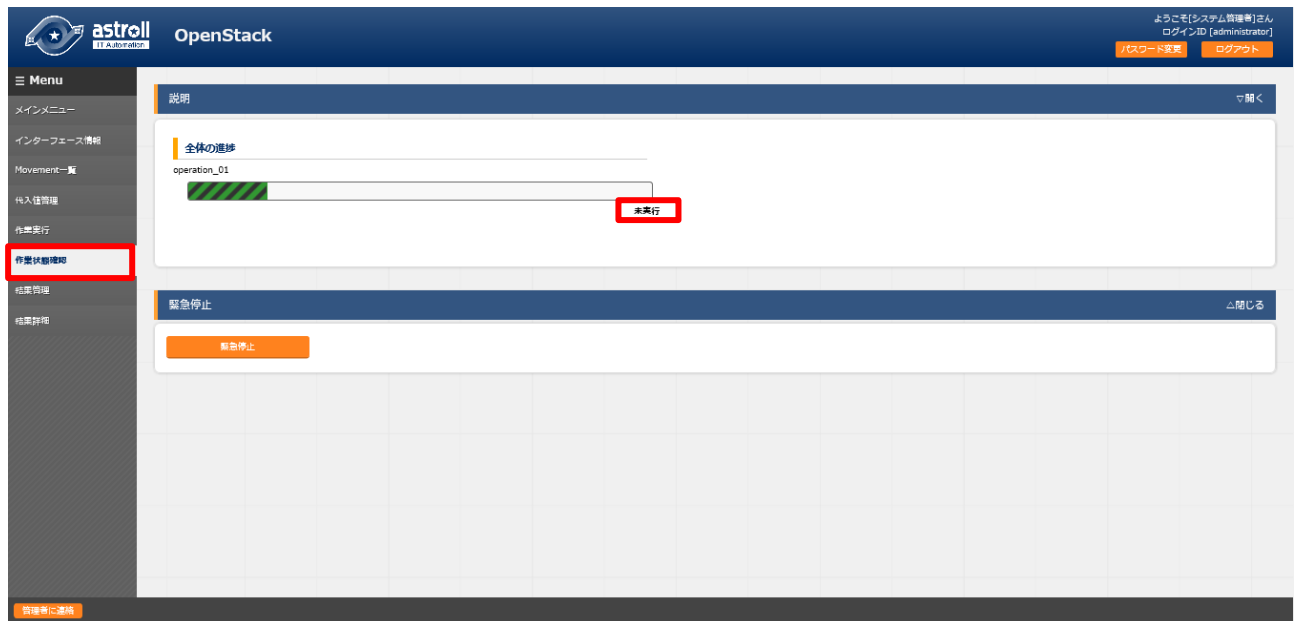 astroll
IT Automation
OpenStack
ようこそ[システム管理者]さん
ログインID [administrator]
パスワード変更
ログアウト
☰ Menu
メインメニュー
インターフェース情報
Movement一覧
代入値管理
作業実行
作業状態確認
結果管理
結果詳細
説明
▽開く
全体の進捗
operation_01
未実行
緊急停止
△閉じる
緊急停止
管理者に連絡